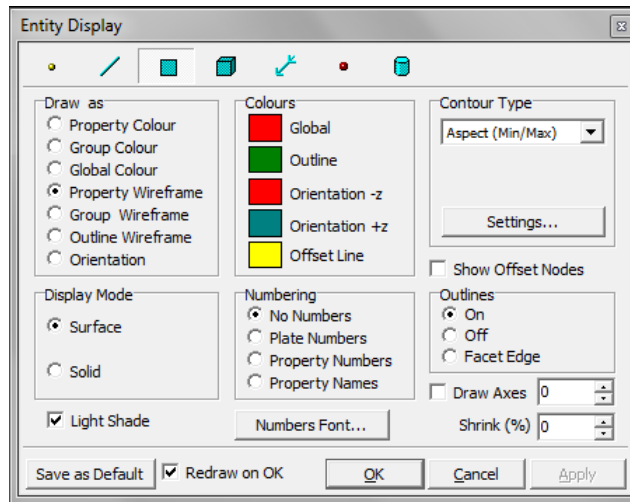 Entity Display
Draw as
Property Colour
Group Colour
Global Colour
Property Wireframe
Group Wireframe
Outline Wireframe
Orientation
Colours
Global
Outline
Orientation -z
Orientation +z
Offset Line
Contour Type
Aspect (Min/Max)
Settings...
Show Offset Nodes
Display Mode
Surface
Solid
Light Shade
Numbering
No Numbers
Plate Numbers
Property Numbers
Property Names
Numbers Font...
Outlines
On
Off
Facet Edge
Draw Axes 0
Shrink (%) 0
Save as Default
Redraw on OK
OK
Cancel
Apply